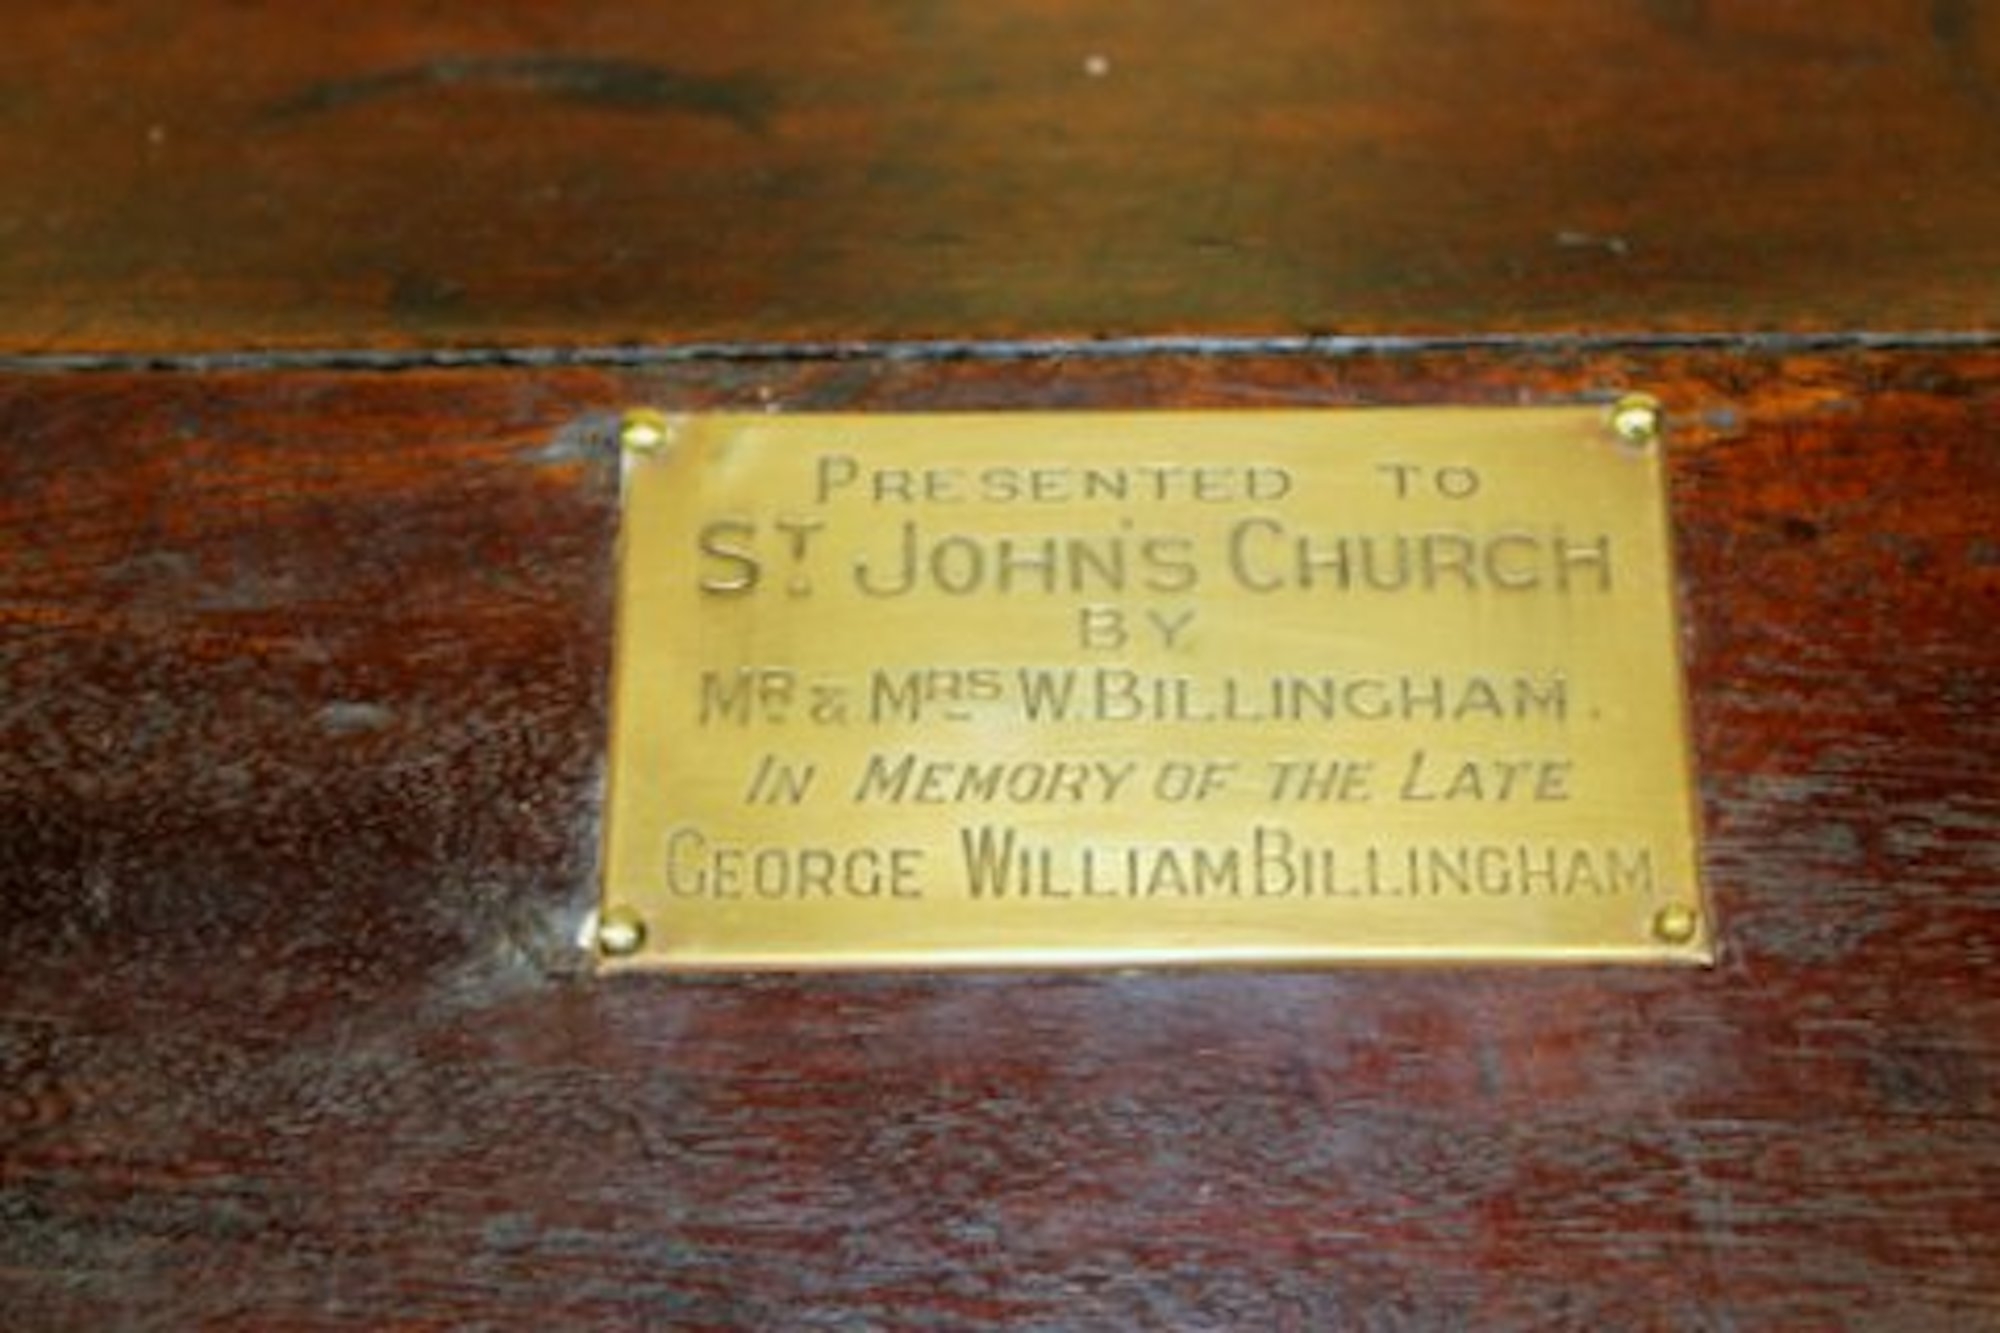 PRESENTED TO
ST. JOHN'S CHURCH
BY
MR. & MRS W. BILLINGHAM.
IN MEMORY OF THE LATE
GEORGE WILLIAM BILLINGHAM